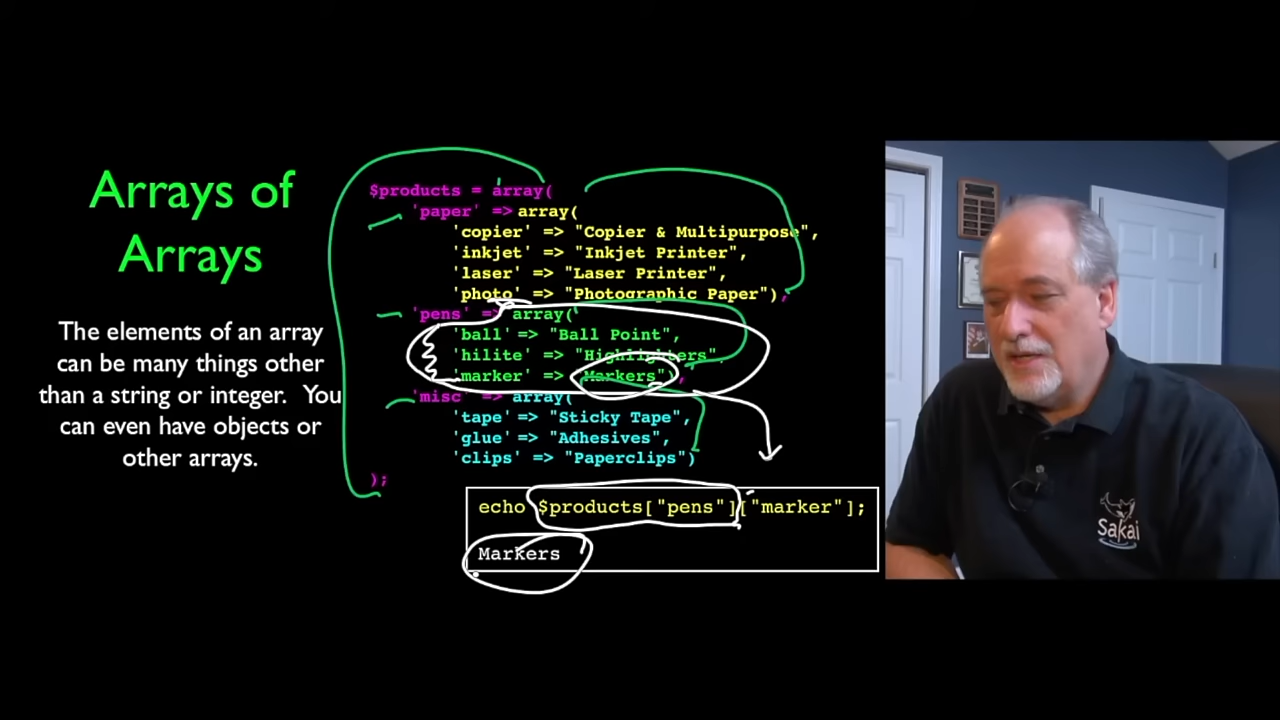 Arrays of
Arrays
The elements of an array
can be many things other
than a string or integer. You
can even have objects or
other arrays.
$products = array(
'paper' => array(
'copier' => "Copier & Multipurpose",
'inkjet' => "Inkjet Printer",
'laser' => "Laser Printer",
'photo' => "Photographic Paper"),
'pens' => array(
'ball' => "Ball Point",
'hilite' => "Highlighters",
'marker' => "Markers"),
'misc' => array(
'tape' => "Sticky Tape",
'glue' => "Adhesives",
'clips' => "Paperclips")
);
echo $products["pens"]["marker"];
Markers
Sakai